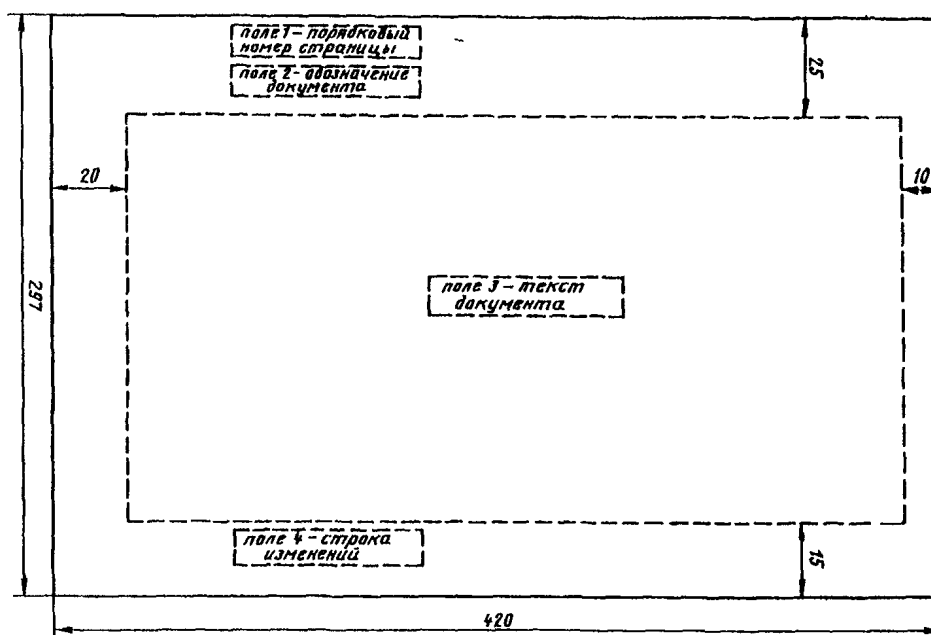 поле 1 — порядковый
номер страницы
поле 2 — обозначение
документа
25
20
10
поле 3 — текст
документа
297
поле 4 — строка
изменений
15
420